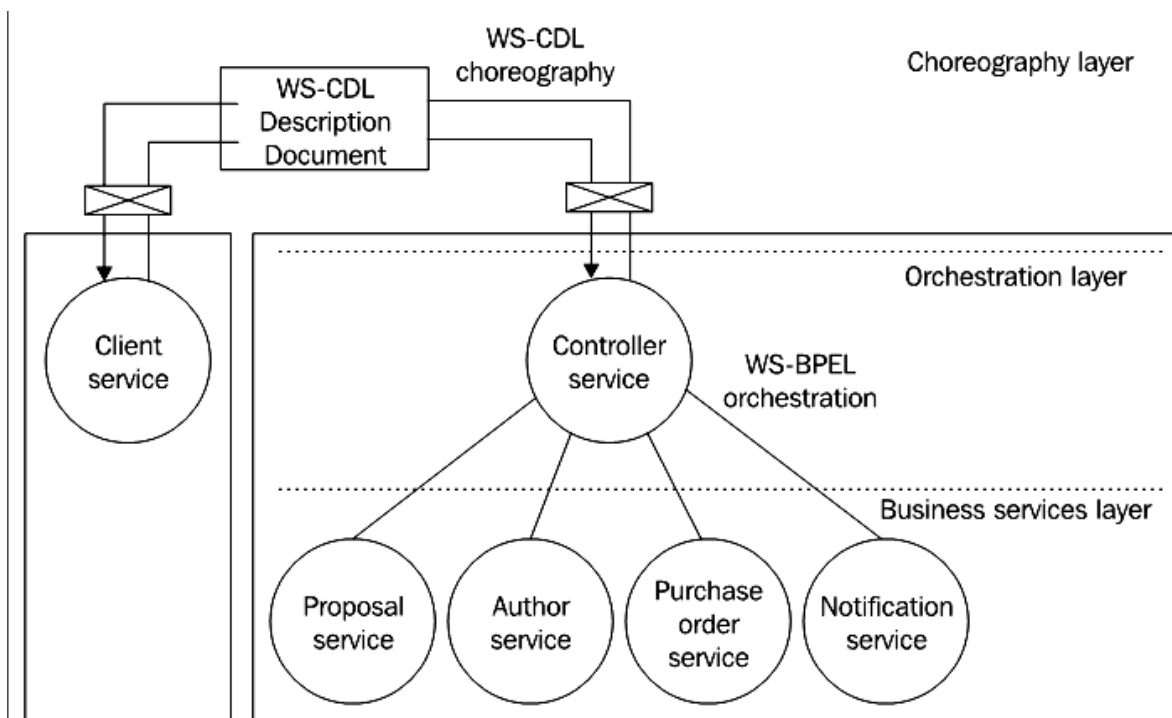 WS-CDL
choreography
Choreography layer
WS-CDL
Description
Document
Orchestration layer
Client
service
Controller
service
WS-BPEL
orchestration
Business services layer
Proposal
service
Author
service
Purchase
order
service
Notification
service